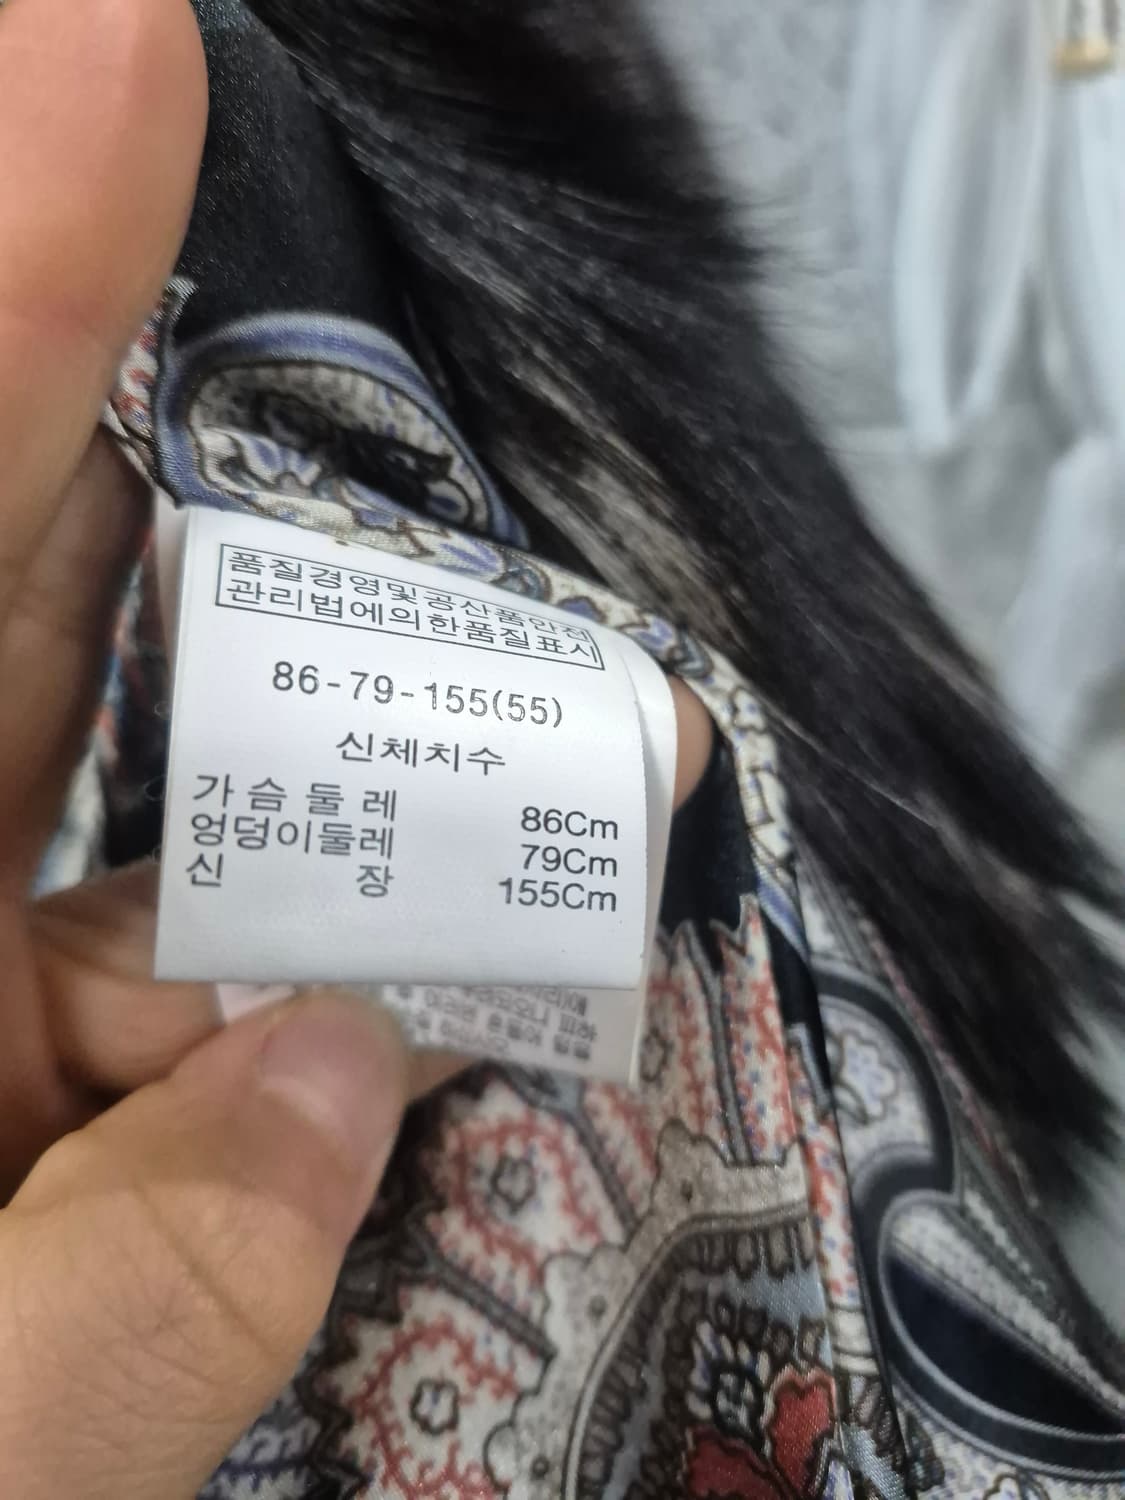 품질경영및공산품안전
관리법에의한품질표시
86-79-155(55)
신체치수
가슴둘레 86Cm
엉덩이둘레 79Cm
신장 155Cm